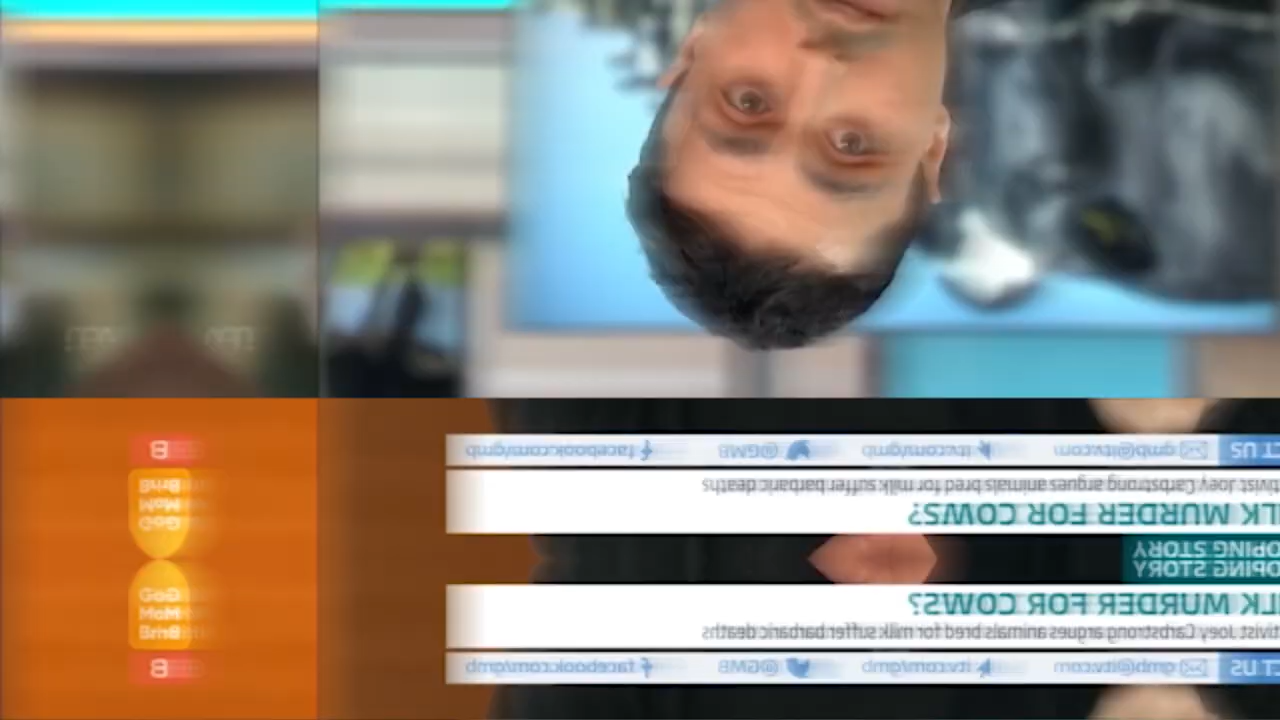 CT US gmb@itv.com itv.com/gmb @GMB facebook.com/gmb
tivist Joey Carbstrong argues animals bred for milk suffer barbaric deaths
LK MURDER FOR COWS?
OPING STORY
OPING STORY
LK MURDER FOR COWS?
tivist Joey Carbstrong argues animals bred for milk suffer barbaric deaths
CT US gmb@itv.com itv.com/gmb @GMB facebook.com/gmb